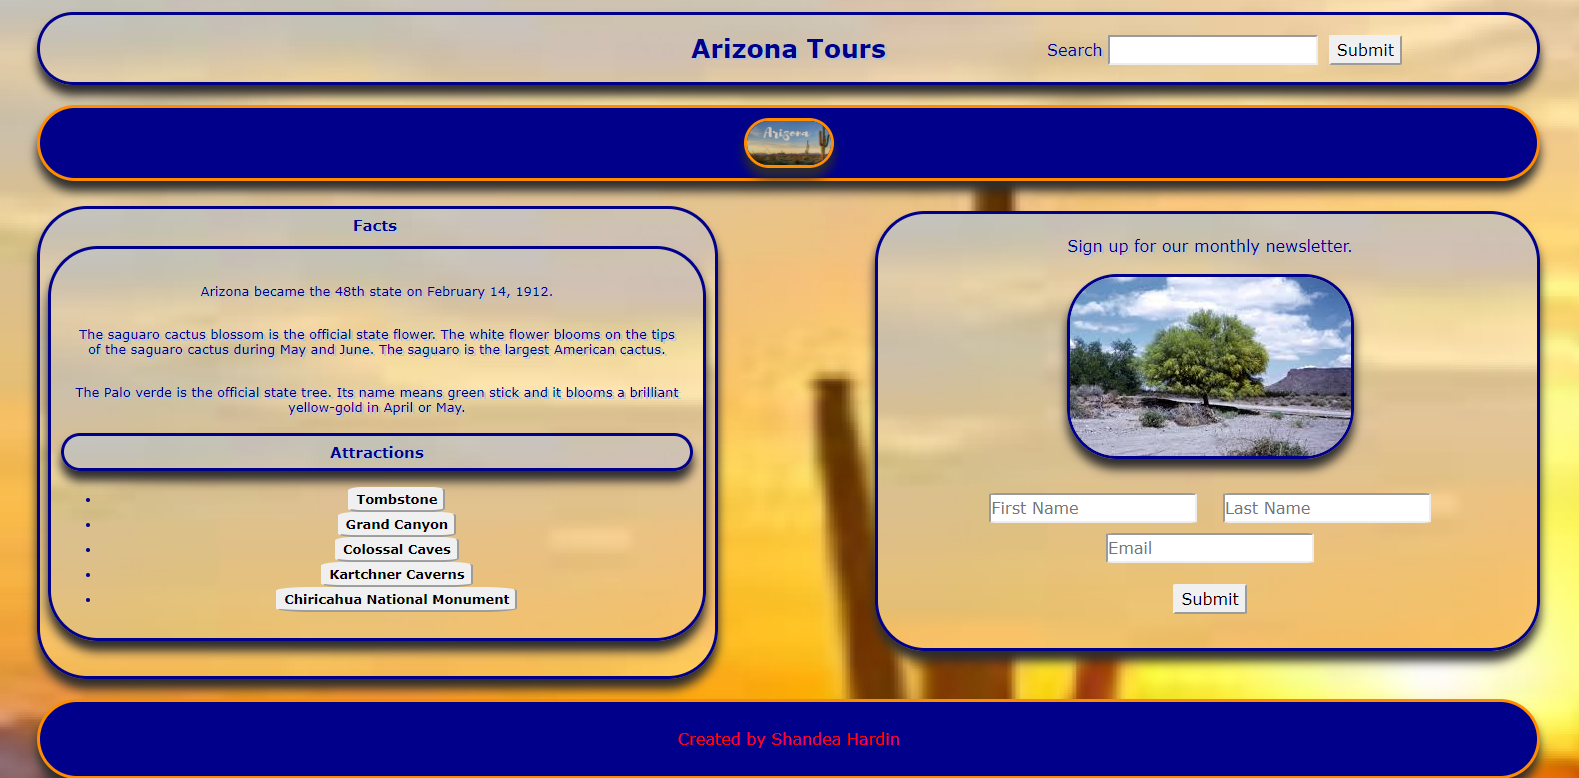 Arizona Tours
Search
Submit
Arizona
Facts
Arizona became the 48th state on February 14, 1912.
The saguaro cactus blossom is the official state flower. The white flower blooms on the tips
of the saguaro cactus during May and June. The saguaro is the largest American cactus.
The Palo verde is the official state tree. Its name means green stick and it blooms a brilliant
yellow-gold in April or May.
Attractions
Tombstone
Grand Canyon
Colossal Caves
Kartchner Caverns
Chiricahua National Monument
Sign up for our monthly newsletter.
First Name
Last Name
Email
Submit
Created by Shandea Hardin